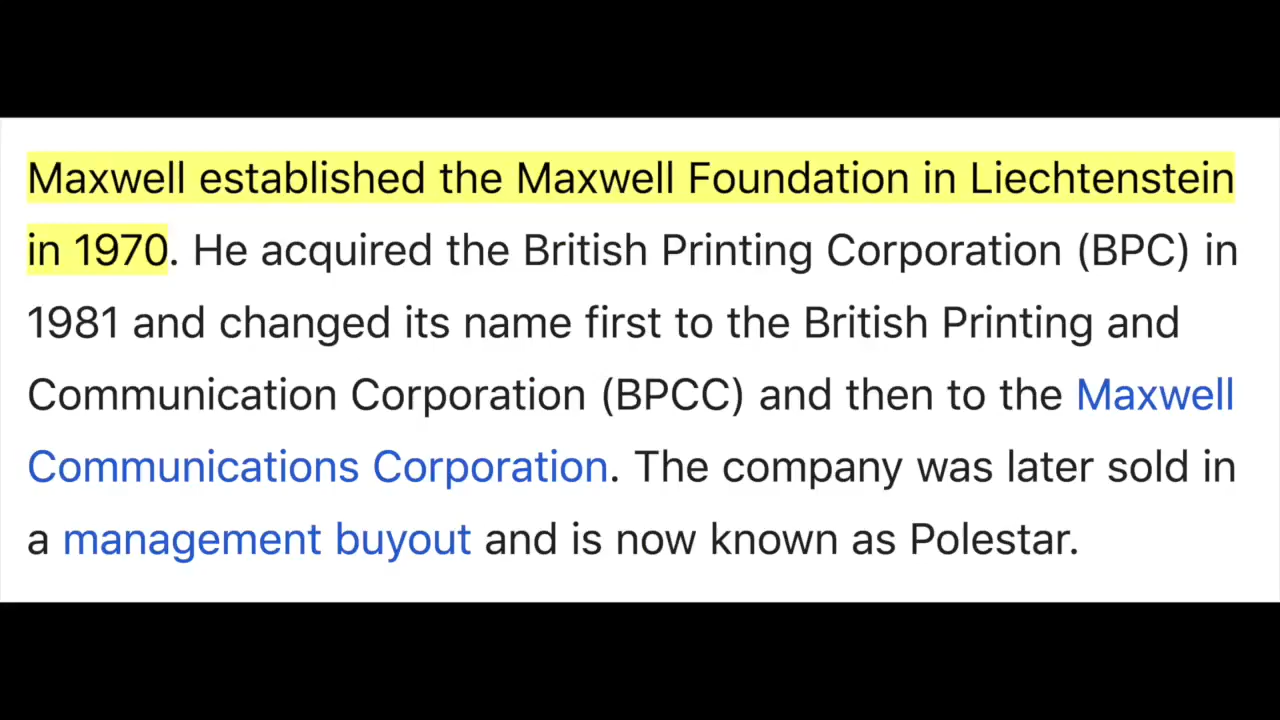 Maxwell established the Maxwell Foundation in Liechtenstein
in 1970. He acquired the British Printing Corporation (BPC) in
1981 and changed its name first to the British Printing and
Communication Corporation (BPCC) and then to the Maxwell
Communications Corporation. The company was later sold in
a management buyout and is now known as Polestar.